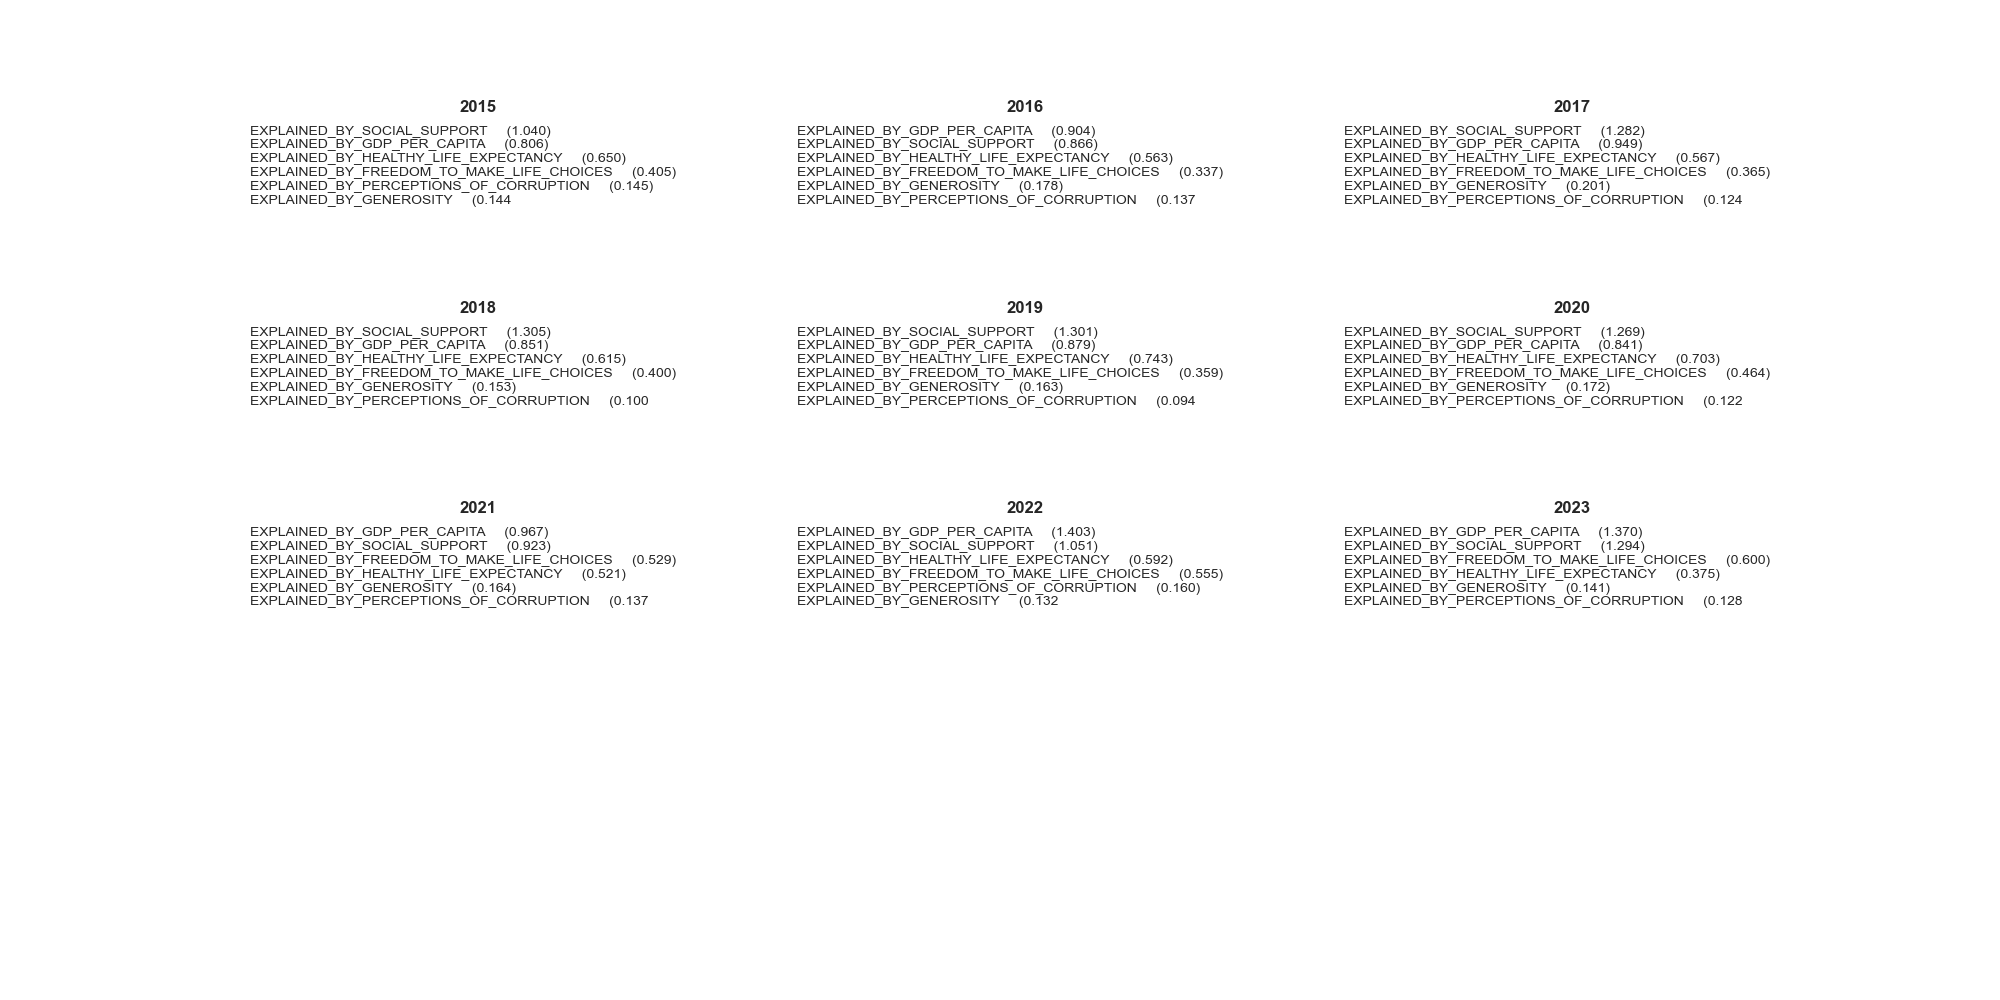 2015
EXPLAINED_BY_SOCIAL_SUPPORT (1.040)
EXPLAINED_BY_GDP_PER_CAPITA (0.806)
EXPLAINED_BY_HEALTHY_LIFE_EXPECTANCY (0.650)
EXPLAINED_BY_FREEDOM_TO_MAKE_LIFE_CHOICES (0.405)
EXPLAINED_BY_PERCEPTIONS_OF_CORRUPTION (0.145)
EXPLAINED_BY_GENEROSITY (0.144
2016
EXPLAINED_BY_GDP_PER_CAPITA (0.904)
EXPLAINED_BY_SOCIAL_SUPPORT (0.866)
EXPLAINED_BY_HEALTHY_LIFE_EXPECTANCY (0.563)
EXPLAINED_BY_FREEDOM_TO_MAKE_LIFE_CHOICES (0.337)
EXPLAINED_BY_GENEROSITY (0.178)
EXPLAINED_BY_PERCEPTIONS_OF_CORRUPTION (0.137
2017
EXPLAINED_BY_SOCIAL_SUPPORT (1.282)
EXPLAINED_BY_GDP_PER_CAPITA (0.949)
EXPLAINED_BY_HEALTHY_LIFE_EXPECTANCY (0.567)
EXPLAINED_BY_FREEDOM_TO_MAKE_LIFE_CHOICES (0.365)
EXPLAINED_BY_GENEROSITY (0.201)
EXPLAINED_BY_PERCEPTIONS_OF_CORRUPTION (0.124
2018
EXPLAINED_BY_SOCIAL_SUPPORT (1.305)
EXPLAINED_BY_GDP_PER_CAPITA (0.851)
EXPLAINED_BY_HEALTHY_LIFE_EXPECTANCY (0.615)
EXPLAINED_BY_FREEDOM_TO_MAKE_LIFE_CHOICES (0.400)
EXPLAINED_BY_GENEROSITY (0.153)
EXPLAINED_BY_PERCEPTIONS_OF_CORRUPTION (0.100
2019
EXPLAINED_BY_SOCIAL_SUPPORT (1.301)
EXPLAINED_BY_GDP_PER_CAPITA (0.879)
EXPLAINED_BY_HEALTHY_LIFE_EXPECTANCY (0.743)
EXPLAINED_BY_FREEDOM_TO_MAKE_LIFE_CHOICES (0.359)
EXPLAINED_BY_GENEROSITY (0.163)
EXPLAINED_BY_PERCEPTIONS_OF_CORRUPTION (0.094
2020
EXPLAINED_BY_SOCIAL_SUPPORT (1.269)
EXPLAINED_BY_GDP_PER_CAPITA (0.841)
EXPLAINED_BY_HEALTHY_LIFE_EXPECTANCY (0.703)
EXPLAINED_BY_FREEDOM_TO_MAKE_LIFE_CHOICES (0.464)
EXPLAINED_BY_GENEROSITY (0.172)
EXPLAINED_BY_PERCEPTIONS_OF_CORRUPTION (0.122
2021
EXPLAINED_BY_GDP_PER_CAPITA (0.967)
EXPLAINED_BY_SOCIAL_SUPPORT (0.923)
EXPLAINED_BY_FREEDOM_TO_MAKE_LIFE_CHOICES (0.529)
EXPLAINED_BY_HEALTHY_LIFE_EXPECTANCY (0.521)
EXPLAINED_BY_GENEROSITY (0.164)
EXPLAINED_BY_PERCEPTIONS_OF_CORRUPTION (0.137
2022
EXPLAINED_BY_GDP_PER_CAPITA (1.403)
EXPLAINED_BY_SOCIAL_SUPPORT (1.051)
EXPLAINED_BY_HEALTHY_LIFE_EXPECTANCY (0.592)
EXPLAINED_BY_FREEDOM_TO_MAKE_LIFE_CHOICES (0.555)
EXPLAINED_BY_PERCEPTIONS_OF_CORRUPTION (0.160)
EXPLAINED_BY_GENEROSITY (0.132
2023
EXPLAINED_BY_GDP_PER_CAPITA (1.370)
EXPLAINED_BY_SOCIAL_SUPPORT (1.294)
EXPLAINED_BY_FREEDOM_TO_MAKE_LIFE_CHOICES (0.600)
EXPLAINED_BY_HEALTHY_LIFE_EXPECTANCY (0.375)
EXPLAINED_BY_GENEROSITY (0.141)
EXPLAINED_BY_PERCEPTIONS_OF_CORRUPTION (0.128